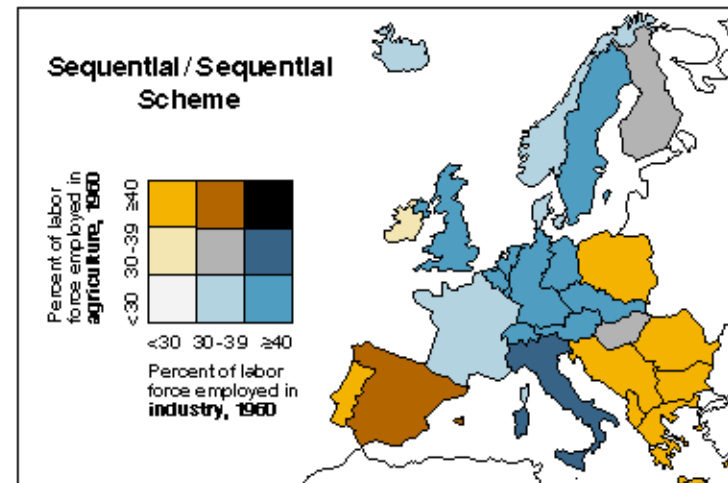 Sequential/Sequential
Scheme
Percent of labor
force employed in
agriculture, 1960
≥40
30-39
<30
<30 30-39 ≥40
Percent of labor
force employed in
industry, 1960